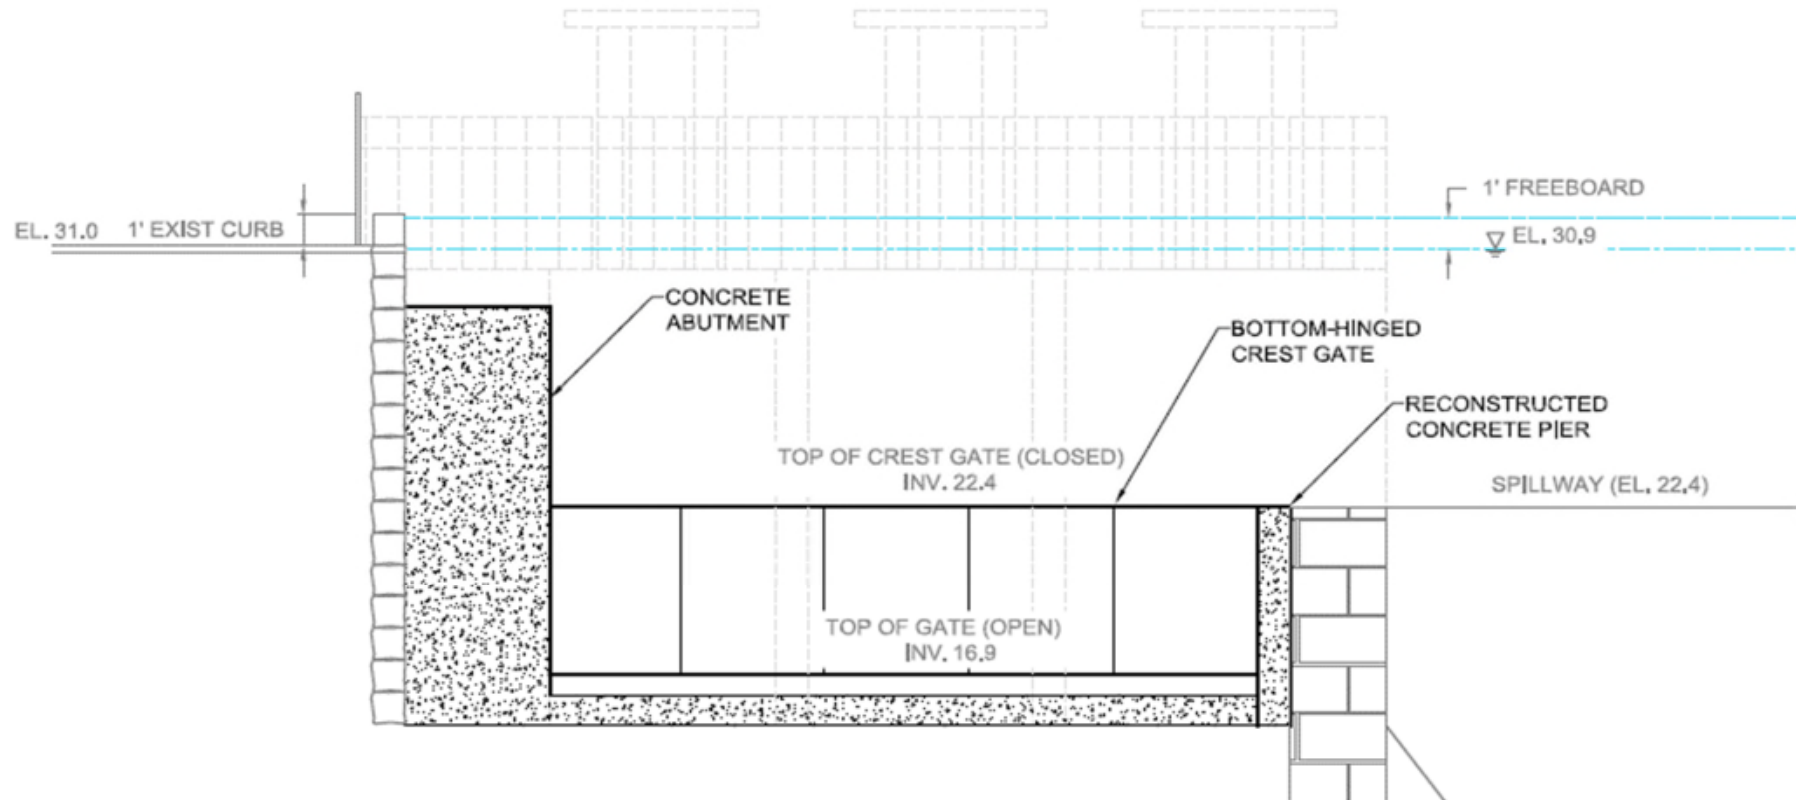 1' FREEBOARD
EL. 31.0
1' EXIST CURB
EL. 30.9
CONCRETE
ABUTMENT
BOTTOM-HINGED
CREST GATE
RECONSTRUCTED
CONCRETE PIER
TOP OF CREST GATE (CLOSED)
INV. 22.4
SPILLWAY (EL. 22.4)
TOP OF GATE (OPEN)
INV. 16.9